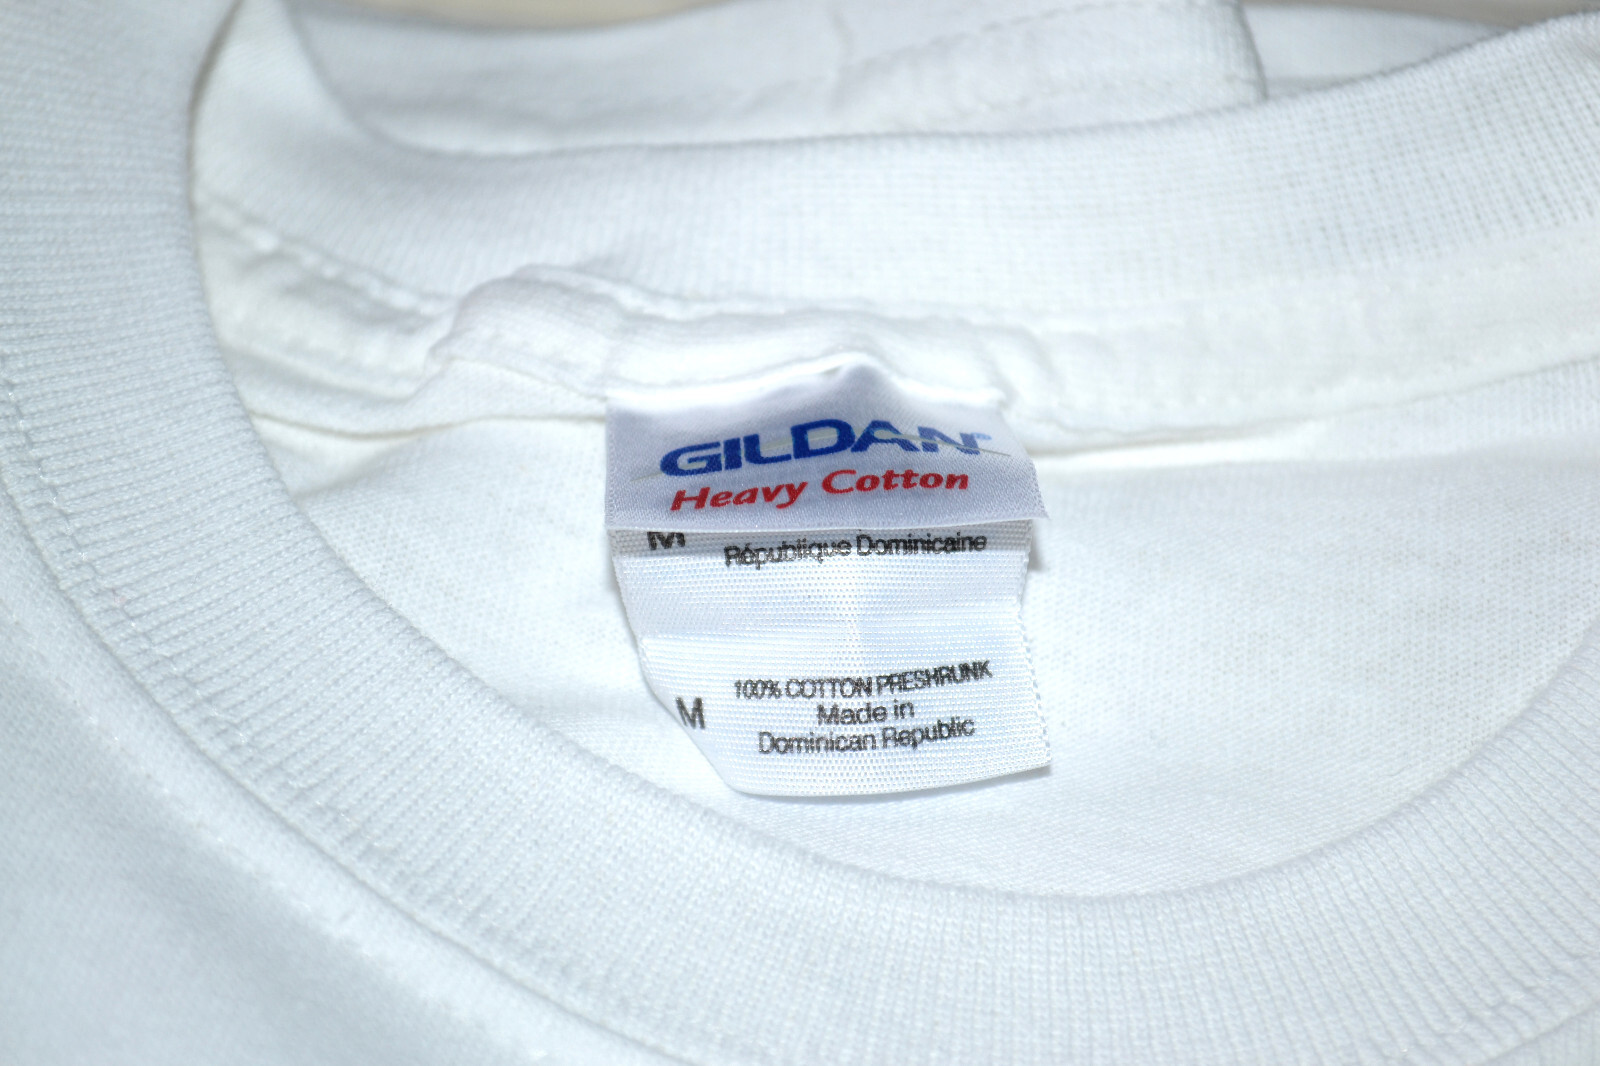 GILDAN®
Heavy Cotton
M
République Dominicaine
100% COTTON PRESHRUNK
M
Made in
Dominican Republic